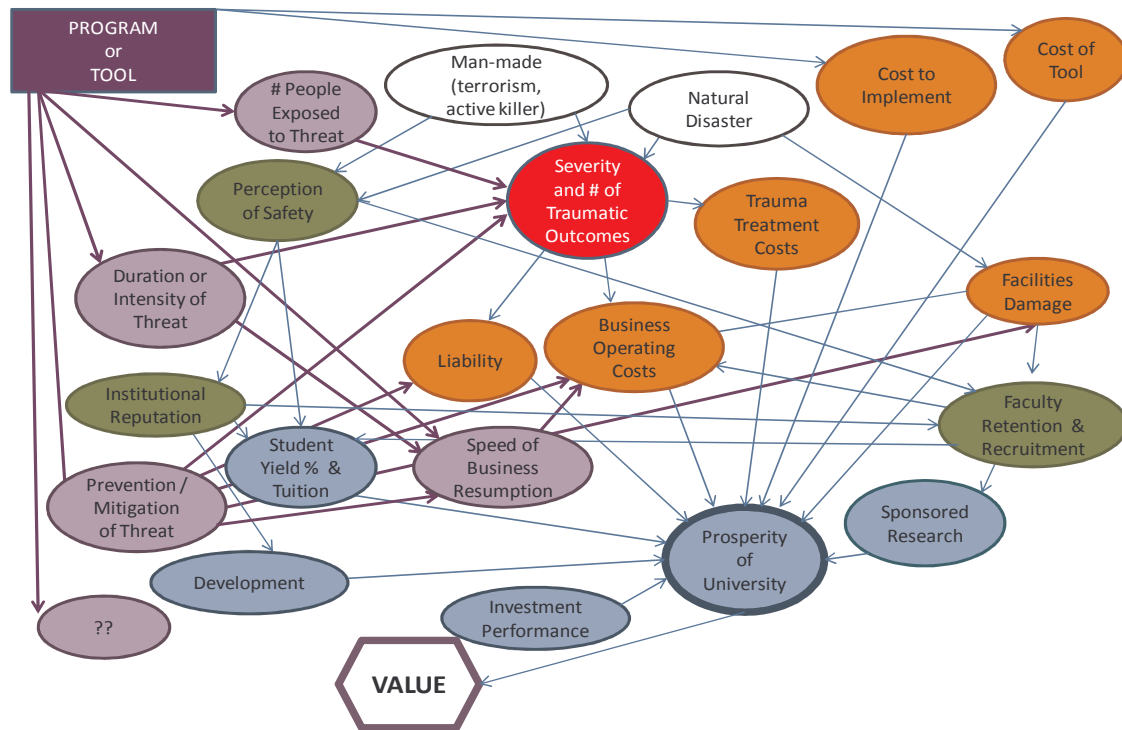 PROGRAM
or
TOOL
# People
Exposed
to Threat
Man-made
(terrorism,
active killer)
Natural
Disaster
Cost to
Implement
Cost of
Tool
Perception
of Safety
Severity
and # of
Traumatic
Outcomes
Trauma
Treatment
Costs
Duration or
Intensity of
Threat
Facilities
Damage
Liability
Business
Operating
Costs
Institutional
Reputation
Faculty
Retention &
Recruitment
Student
Yield % &
Tuition
Speed of
Business
Resumption
Prevention /
Mitigation
of Threat
Sponsored
Research
Prosperity
of
University
Development
Investment
Performance
??
VALUE